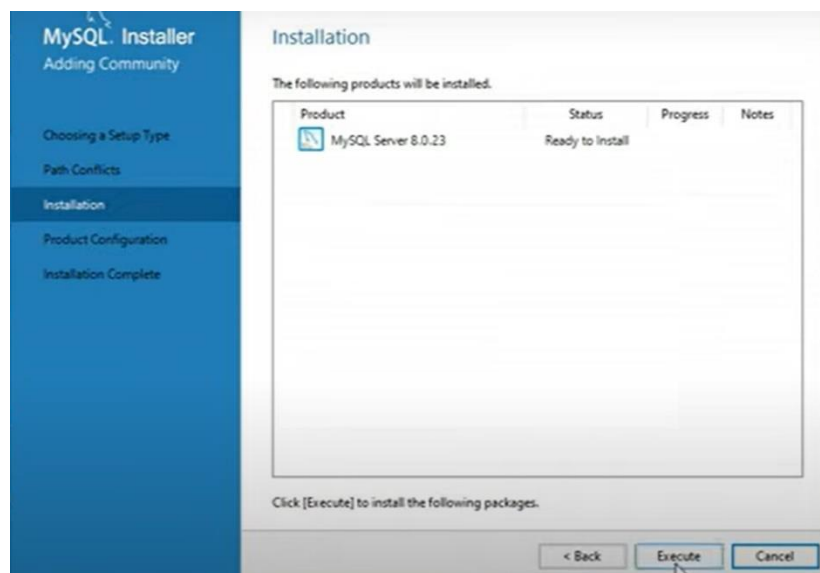 MySQL. Installer
Adding Community
Choosing a Setup Type
Path Conflicts
Installation
Product Configuration
Installation Complete
Installation
The following products will be installed.
Product Status Progress Notes
MySQL Server 8.0.23 Ready to Install
Click [Execute] to install the following packages.
< Back Execute Cancel